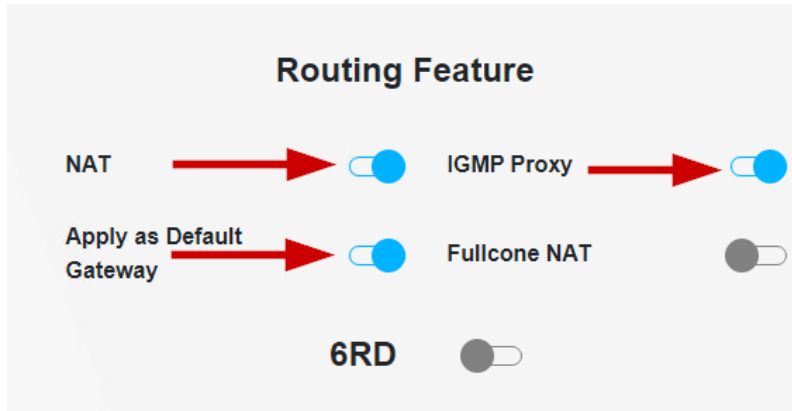 Routing Feature
NAT
IGMP Proxy
Apply as Default
Gateway
Fullcone NAT
6RD